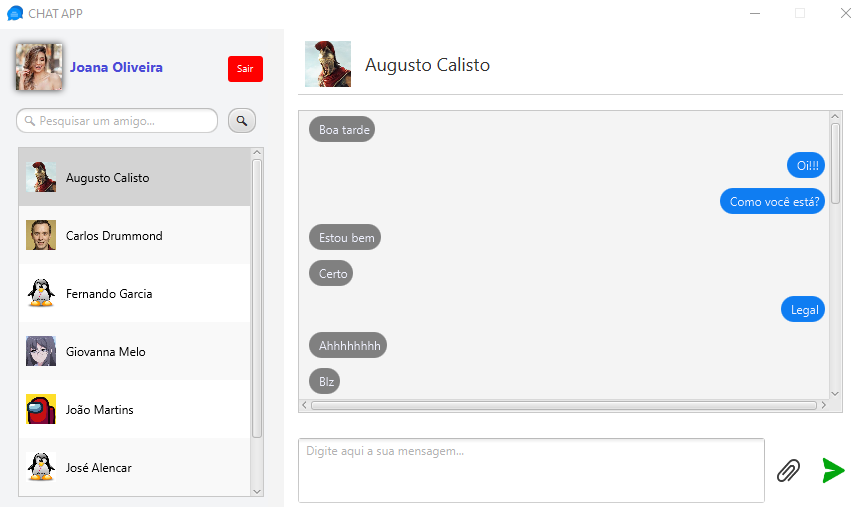 CHAT APP
Joana Oliveira
Sair
Pesquisar um amigo...
Augusto Calisto
Carlos Drummond
Fernando Garcia
Giovanna Melo
João Martins
José Alencar
Augusto Calisto
Boa tarde
Oi!!!
Como você está?
Estou bem
Certo
Legal
Ahhhhhhhh
Blz
Digite aqui a sua mensagem...